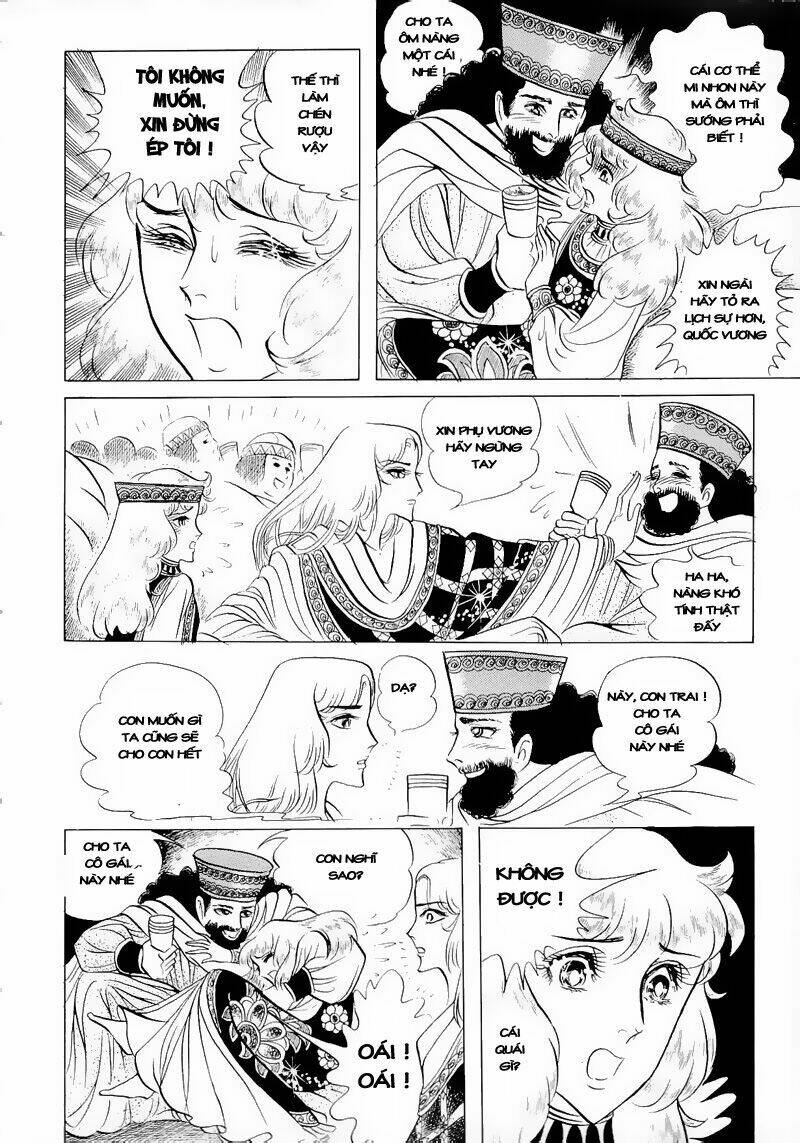 CHO TA
ÔM NÀNG
MỘT CÁI
NHÉ !
CÁI CƠ THỂ
MI NHON NÀY
MÀ ÔM THÌ
SƯỚNG PHẢI
BIẾT !
XIN NGÀI
HÃY TỎ RA
LỊCH SỰ HƠN,
QUỐC VƯƠNG
THẾ THÌ
LÀM
CHÉN
RƯỢU
VẬY
TÔI KHÔNG
MUỐN,
XIN ĐỪNG
ÉP TÔI !
XIN PHỤ VƯƠNG
HÃY NGỪNG
TAY
HA HA,
NÀNG KHÓ
TÍNH THẬT
ĐẤY
NÀY, CON TRAI !
CHO TA
CÔ GÁI
NÀY NHÉ
DẠ?
CON MUỐN GÌ
TA CŨNG SẼ
CHO CON HẾT
KHÔNG
ĐƯỢC !
CÁI
QUÁI
GÌ?
CON NGHĨ
SAO?
CHO TA
CÔ GÁI
NÀY NHÉ
OÁI !
OÁI !